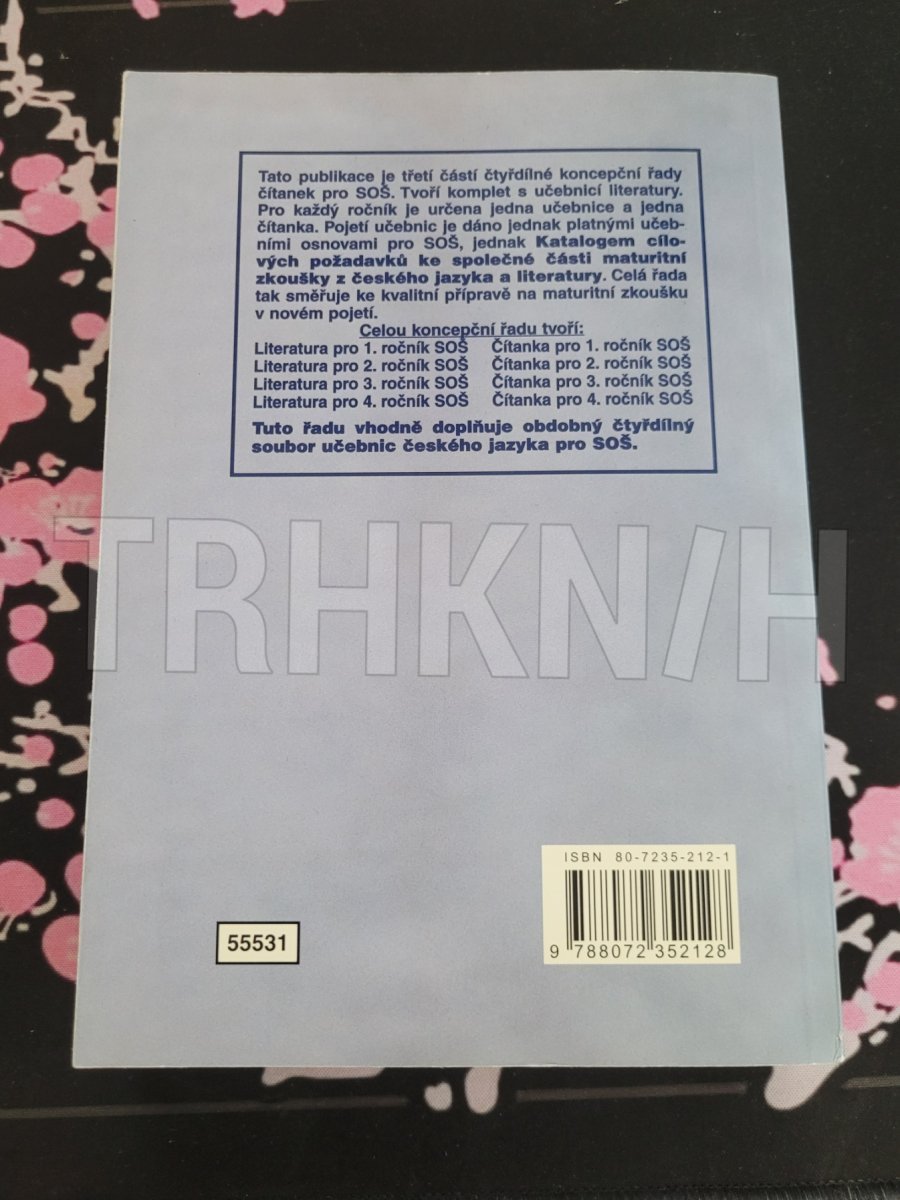 Tato publikace je třetí částí čtyřdílné koncepční řady
čítanek pro SOŠ. Tvoří komplet s učebnicí literatury.
Pro každý ročník je určena jedna učebnice a jedna
čítanka. Pojetí učebnic je dáno jednak platnými učeb-
ními osnovami pro SOŠ, jednak Katalogem cílo-
vých požadavků ke společné části maturitní
zkoušky z českého jazyka a literatury. Celá řada
tak směřuje ke kvalitní přípravě na maturitní zkoušku
v novém pojetí.
Celou koncepční řadu tvoří:
Literatura pro 1. ročník SOŠ Čítanka pro 1. ročník SOŠ
Literatura pro 2. ročník SOŠ Čítanka pro 2. ročník SOŠ
Literatura pro 3. ročník SOŠ Čítanka pro 3. ročník SOŠ
Literatura pro 4. ročník SOŠ Čítanka pro 4. ročník SOŠ
Tuto řadu vhodně doplňuje obdobný čtyřdílný
soubor učebnic českého jazyka pro SOŠ.
TRHKN/H
ISBN 80-7235-212-1
55531
9 788072 352128